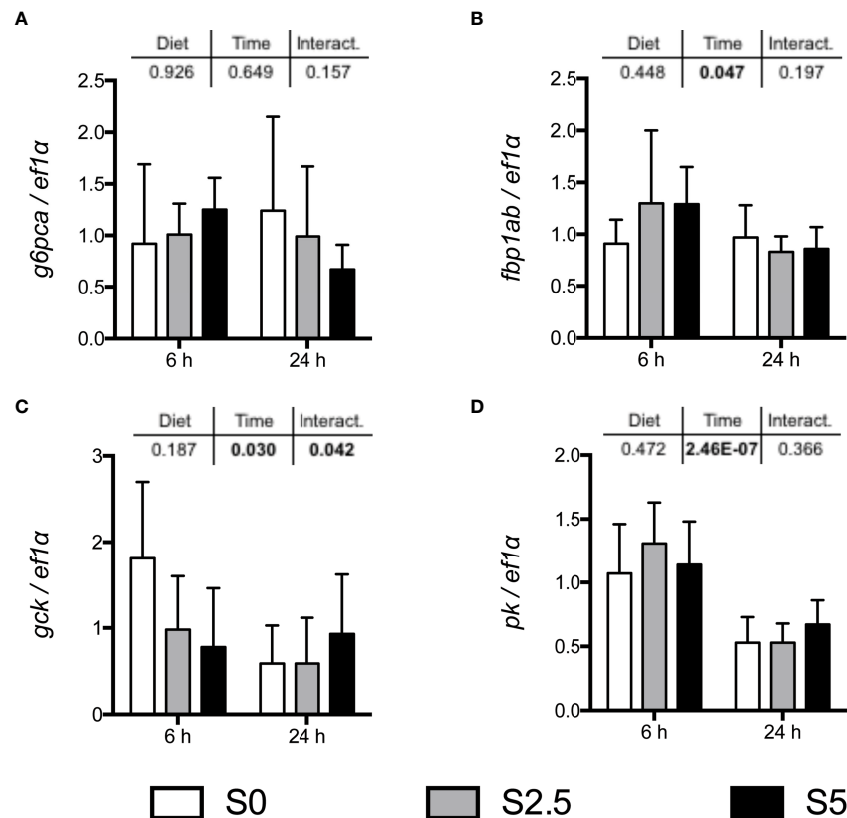 A
Diet Time Interact.
0.926 0.649 0.157
2.5
2.0
1.5
1.0
0.5
0.0
g6pca / ef1α
6 h 24 h
B
Diet Time Interact.
0.448 0.047 0.197
2.5
2.0
1.5
1.0
0.5
0.0
fbp1ab / ef1α
6 h 24 h
C
Diet Time Interact.
0.187 0.030 0.042
3
2
1
0
gck / ef1α
6 h 24 h
D
Diet Time Interact.
0.472 2.46E-07 0.366
2.0
1.5
1.0
0.5
0.0
pk / ef1α
6 h 24 h
S0 S2.5 S5